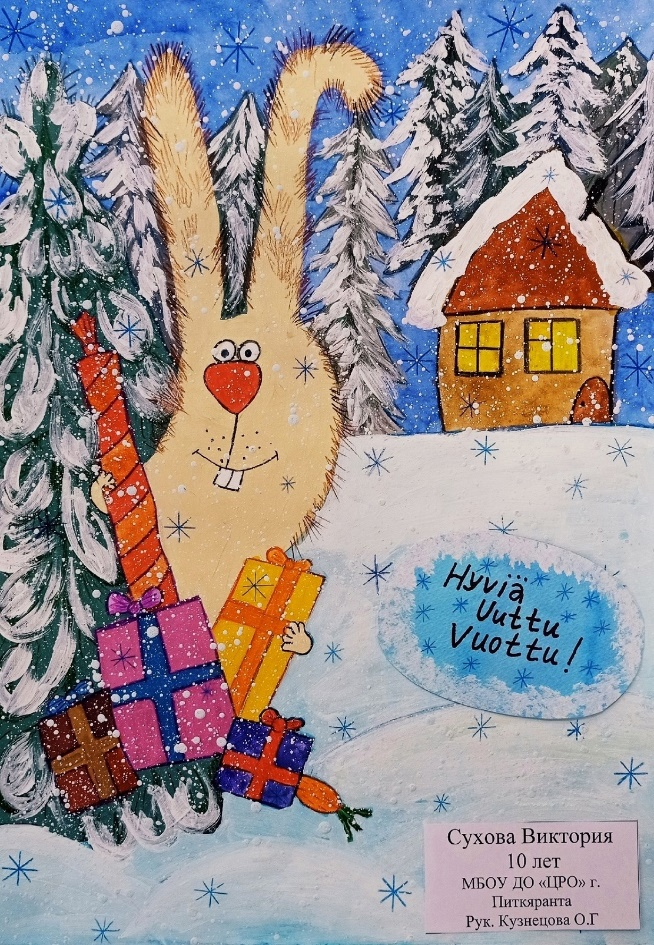 Hyviä
Uuttu
Vuottu!
Сухова Виктория
10 лет
МБОУ ДО «ЦРО» г.
Питкяранта
Рук. Кузнецова О.Г